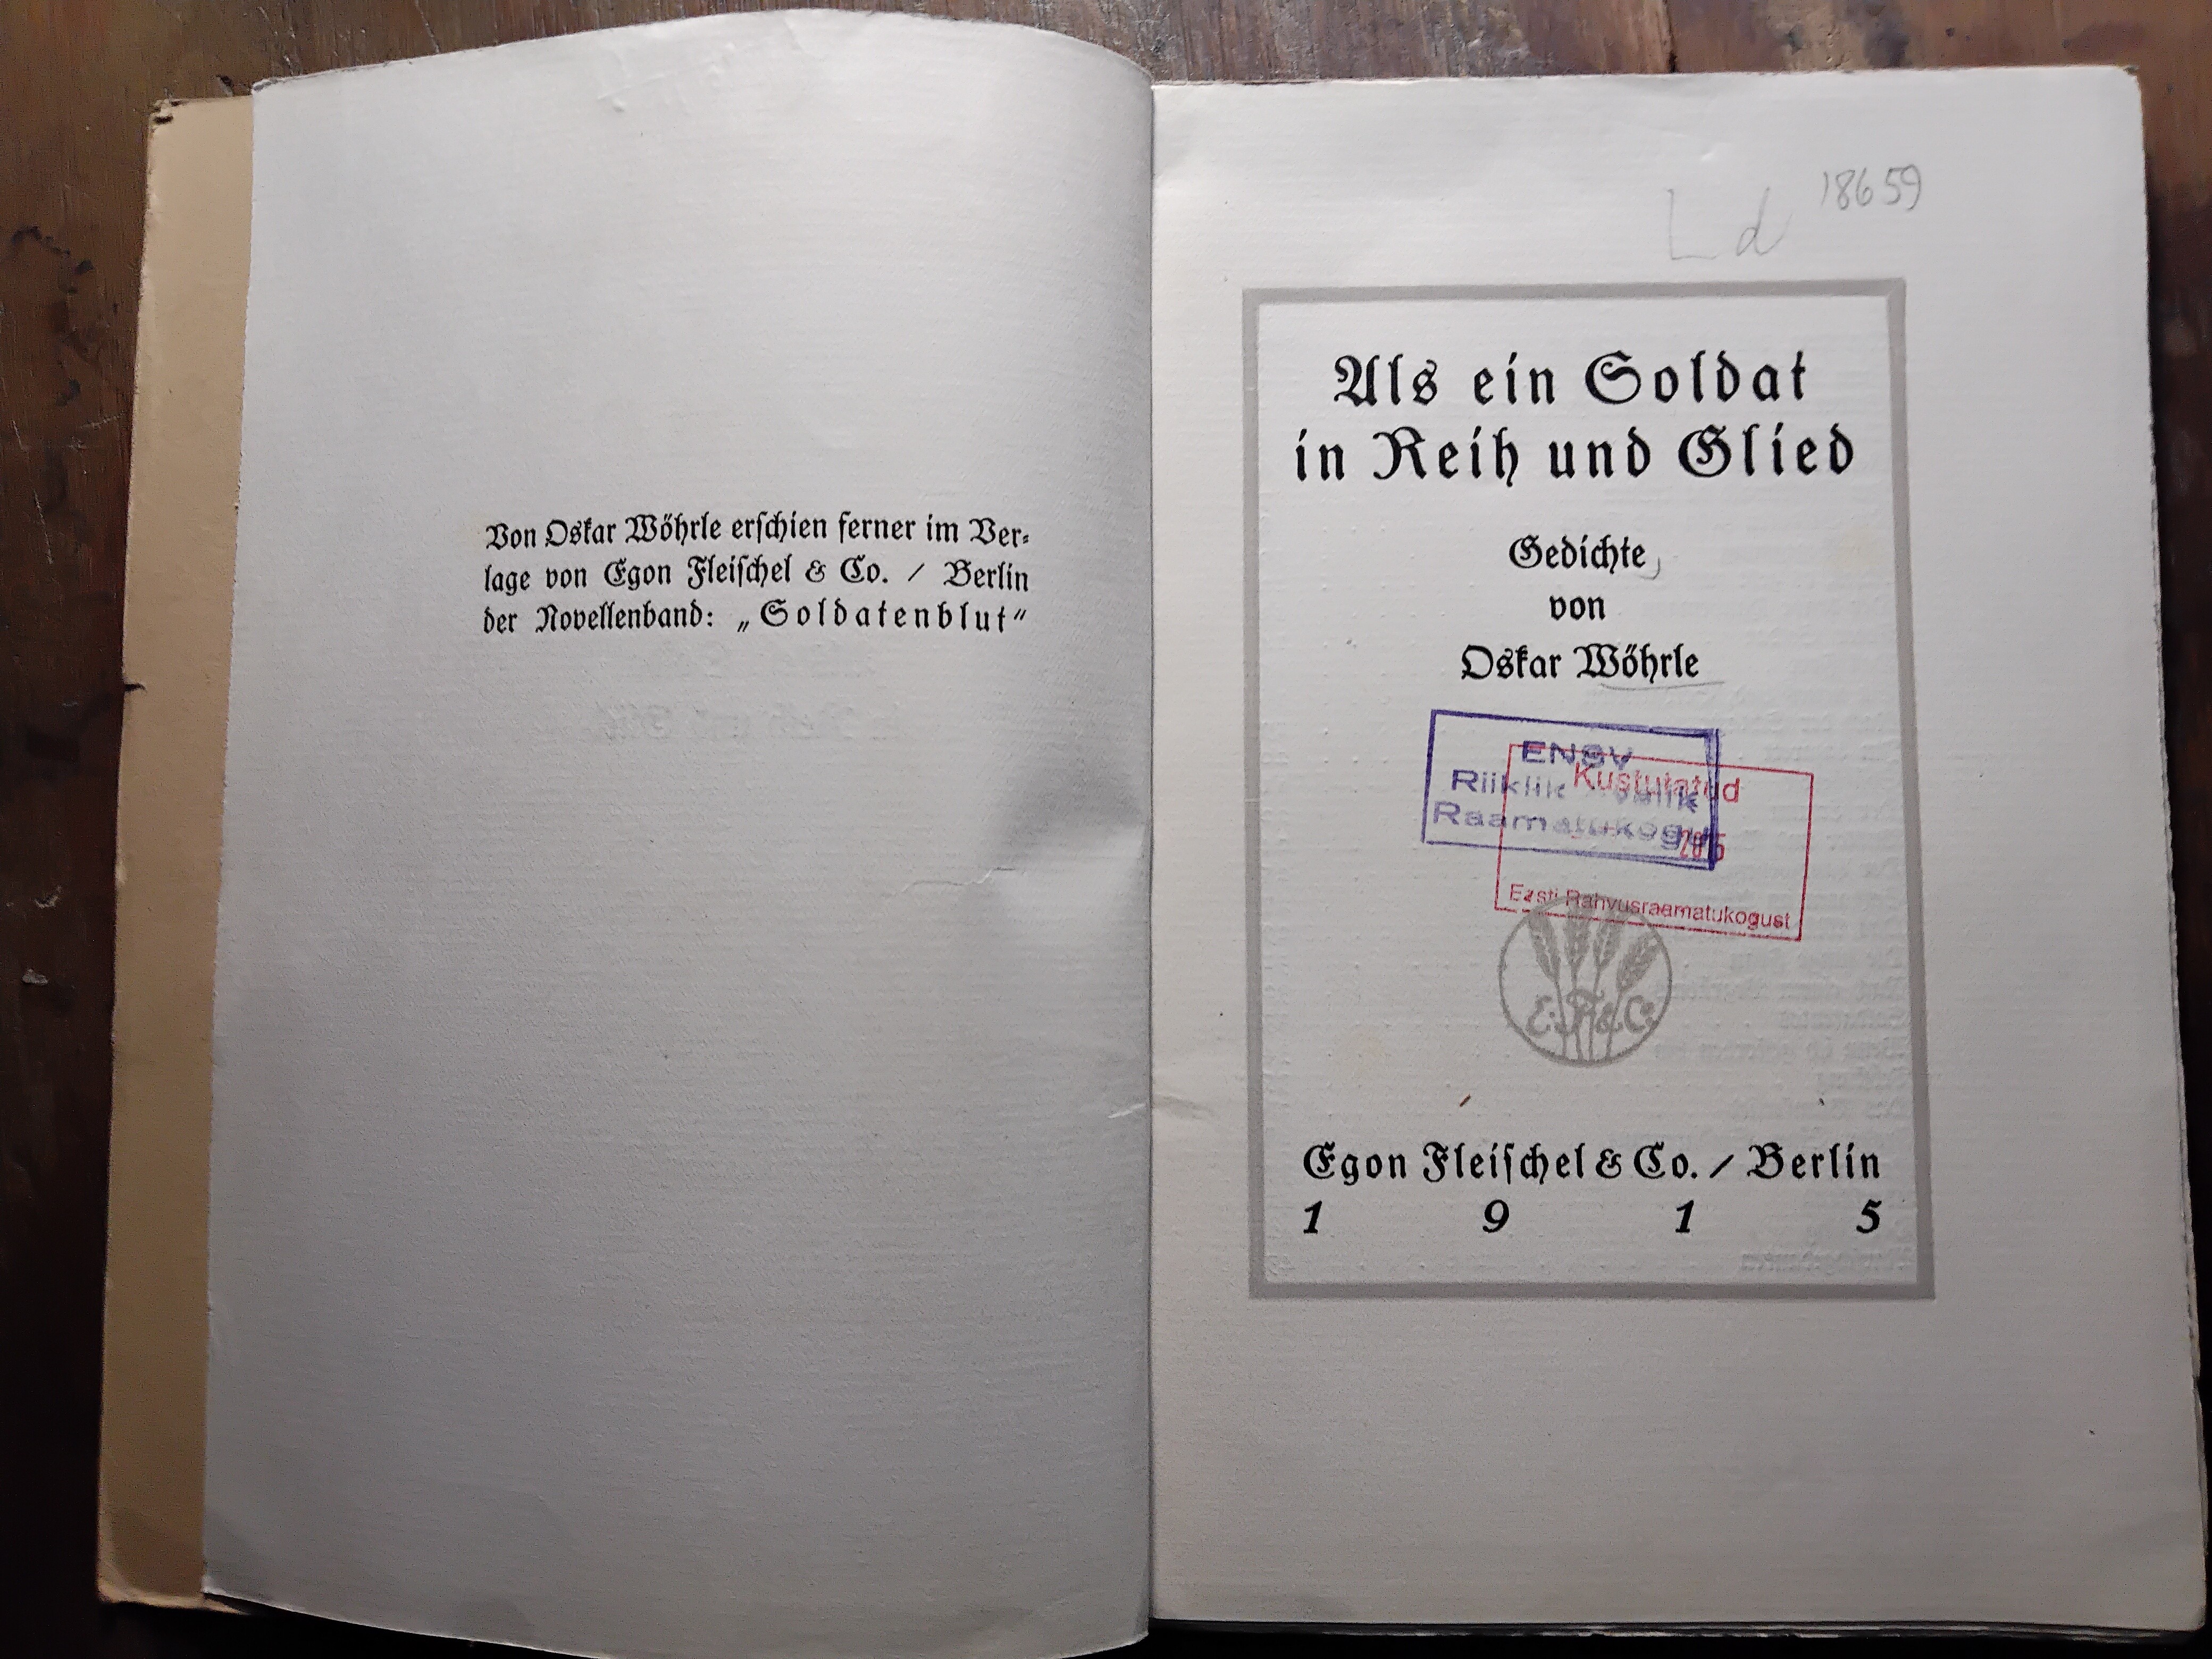 Von Oskar Wöhrle erſchien ferner im Ver⸗
lage von Egon Fleiſchel & Co. / Berlin
der Novellenband: „Soldatenblut“
Ld 18659
Als ein Soldat
in Reih und Glied
Gedichte
von
Oskar Wöhrle
ENSV
Riiklik
Raamatukogu
Kustutatud
Eesti Rahvusraamatukogust
E. F. & Co
Egon Fleiſchel & Co. / Berlin
1 9 1 5